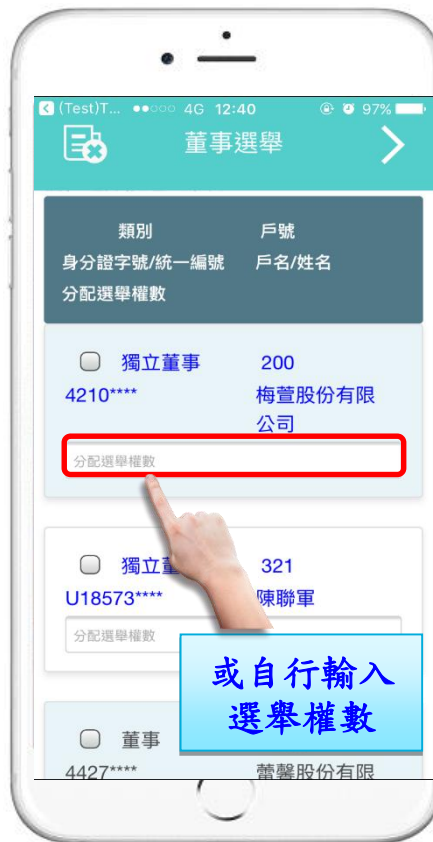 (Test)T... 4G 12:40 97%
董事選舉
類別 戶號
身分證字號/統一編號 戶名/姓名
分配選舉權數
獨立董事 200
4210**** 梅萱股份有限
公司
分配選舉權數
獨立董 321
U18573**** 陳聯軍
分配選舉權數
或自行輸入
選舉權數
董事
4427**** 蕾馨股份有限